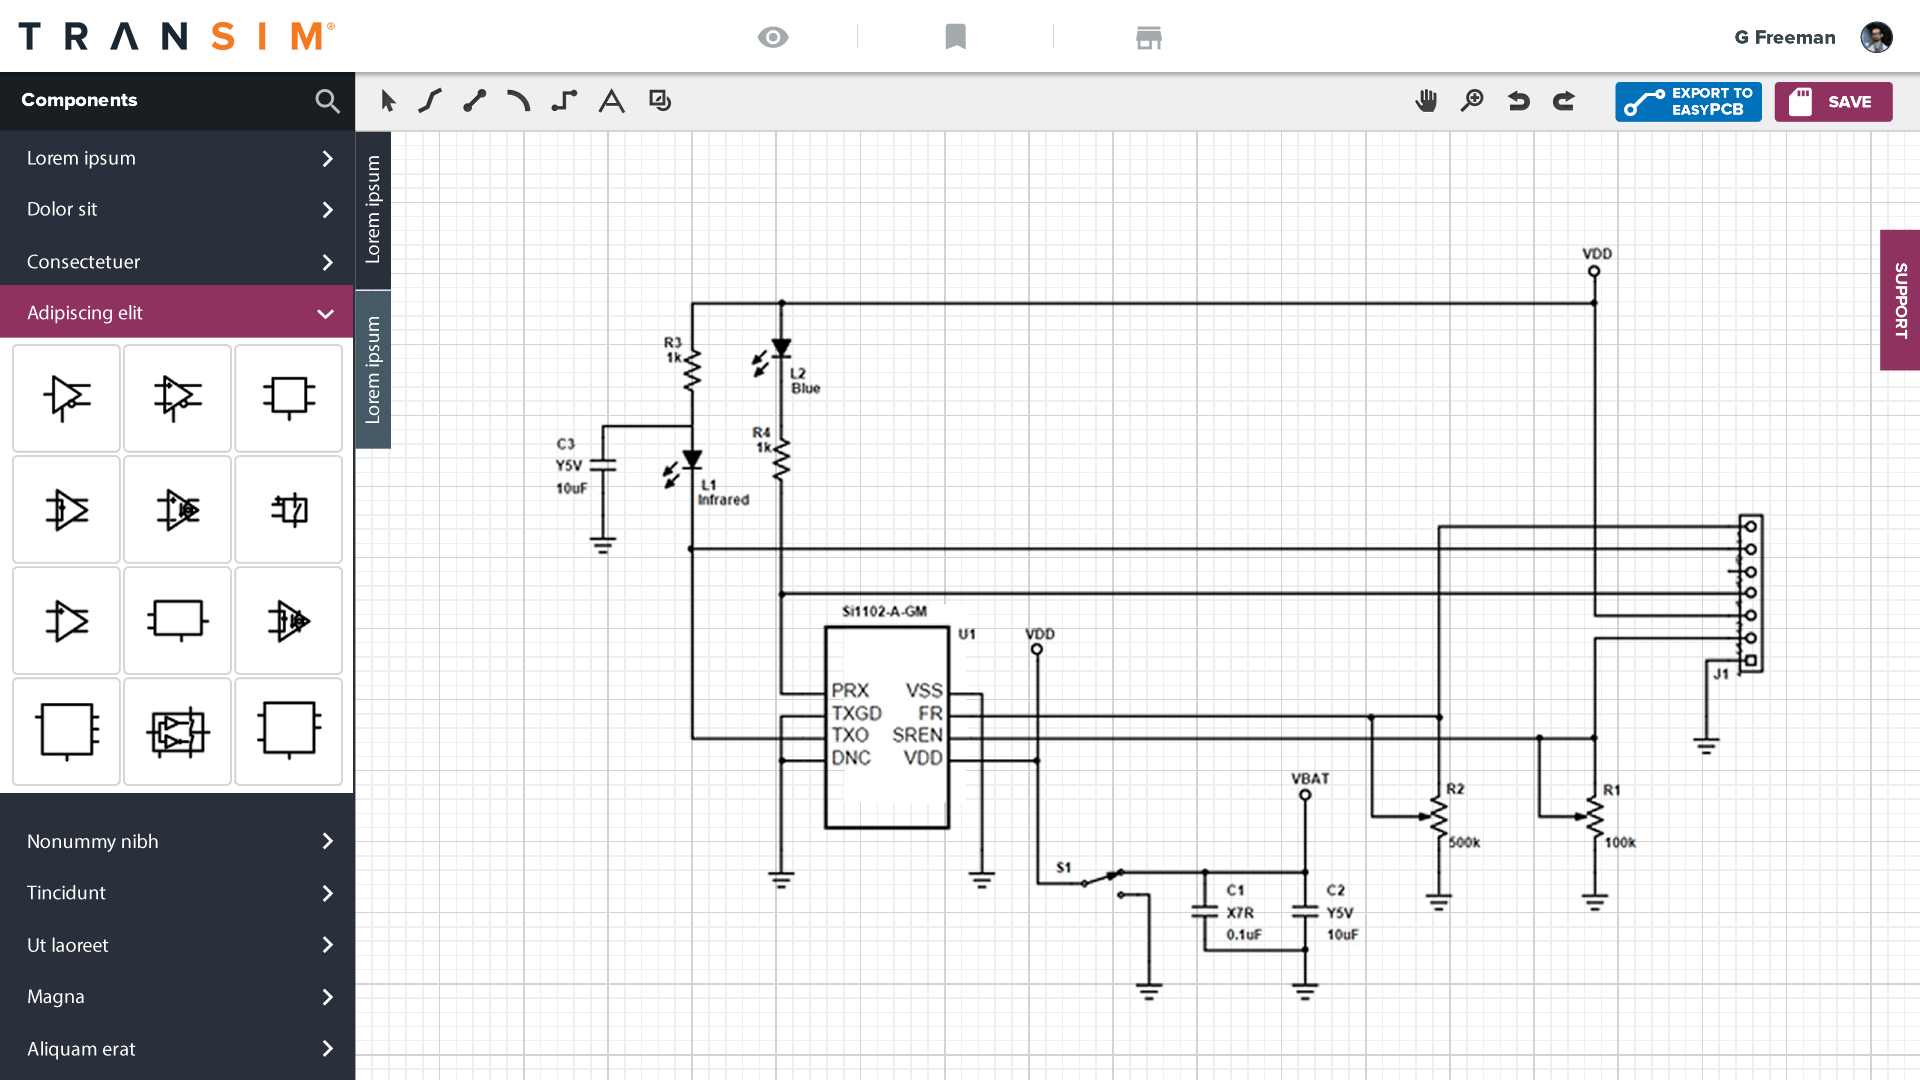 TRANSIM®
G Freeman
Components
EXPORT TO
EASYPCB
SAVE
Lorem ipsum
Dolor sit
Consectetuer
Adipiscing elit
Nonummy nibh
Tincidunt
Ut laoreet
Magna
Aliquam erat
Lorem ipsum
Lorem ipsum
SUPPORT
VDD
R3
1k
L2
Blue
R4
1k
C3
Y5V
10uF
L1
Infrared
Si1102-A-GM
U1
VDD
PRX VSS
TXGD FR
TXO SREN
DNC VDD
J1
VBAT
R2
500k
R1
100k
S1
C1
X7R
0.1uF
C2
Y5V
10uF